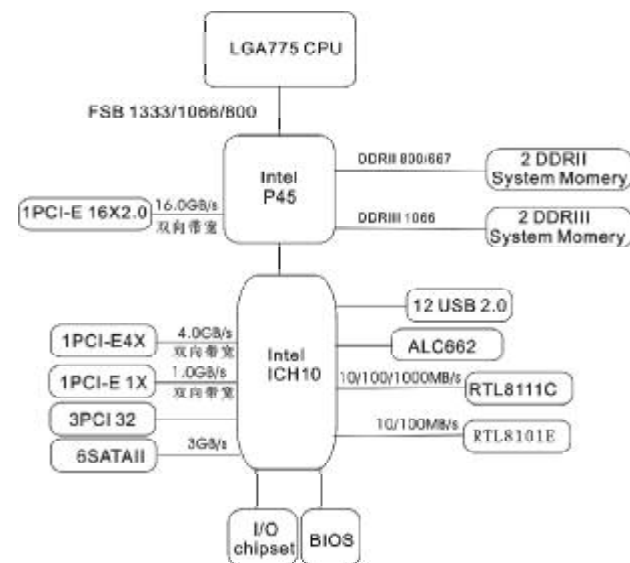 LGA775 CPU
FSB 1333/1066/800
Intel
P45
DDRII 800/667
2 DDRII
System Momery
1PCI-E 16X2.0
16.0GB/s
双向带宽
DDRIII 1066
2 DDRIII
System Momery
12 USB 2.0
1PCI-E4X
4.0GB/s
双向带宽
Intel
ICH10
ALC662
1PCI-E 1X
1.0GB/s
双向带宽
10/100/1000MB/s
RTL8111C
3PCI 32
10/100MB/s
RTL8101E
6SATAII
3GB/s
I/O
chipset
BIOS